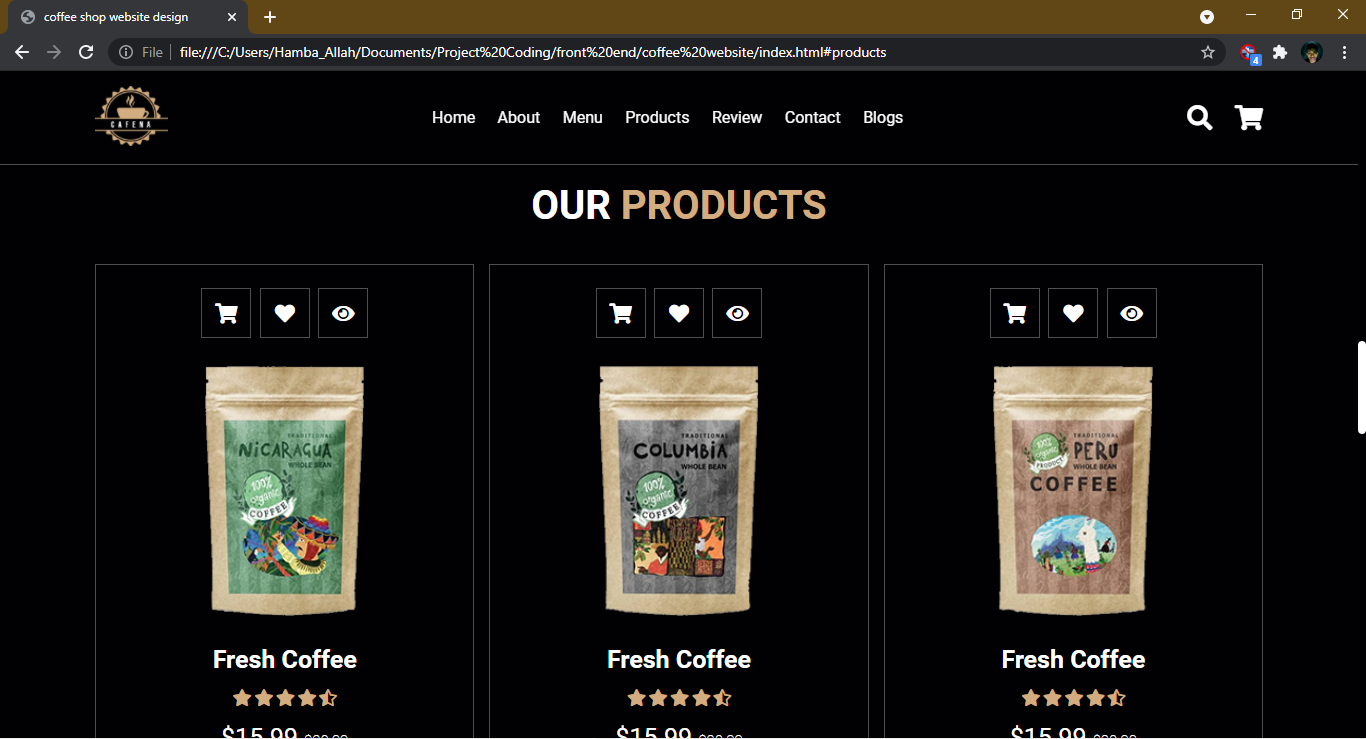 coffee shop website design
File
file:///C:/Users/Hamba_Allah/Documents/Project%20Coding/front%20end/coffee%20website/index.html#products
4
CAFENA
Home About Menu Products Review Contact Blogs
OUR PRODUCTS
TRADITIONAL
NiCARAGUA
WHOLE BEAN
100%
organic
COFFEE
TRADITIONAL
COLUMBiA
WHOLE BEAN
100%
organic
COFFEE
TRADITIONAL
100%
organic
PRODUCT
PERU
WHOLE BEAN
COFFEE
Fresh Coffee
Fresh Coffee
Fresh Coffee
$15.99
$15.99
$15.99